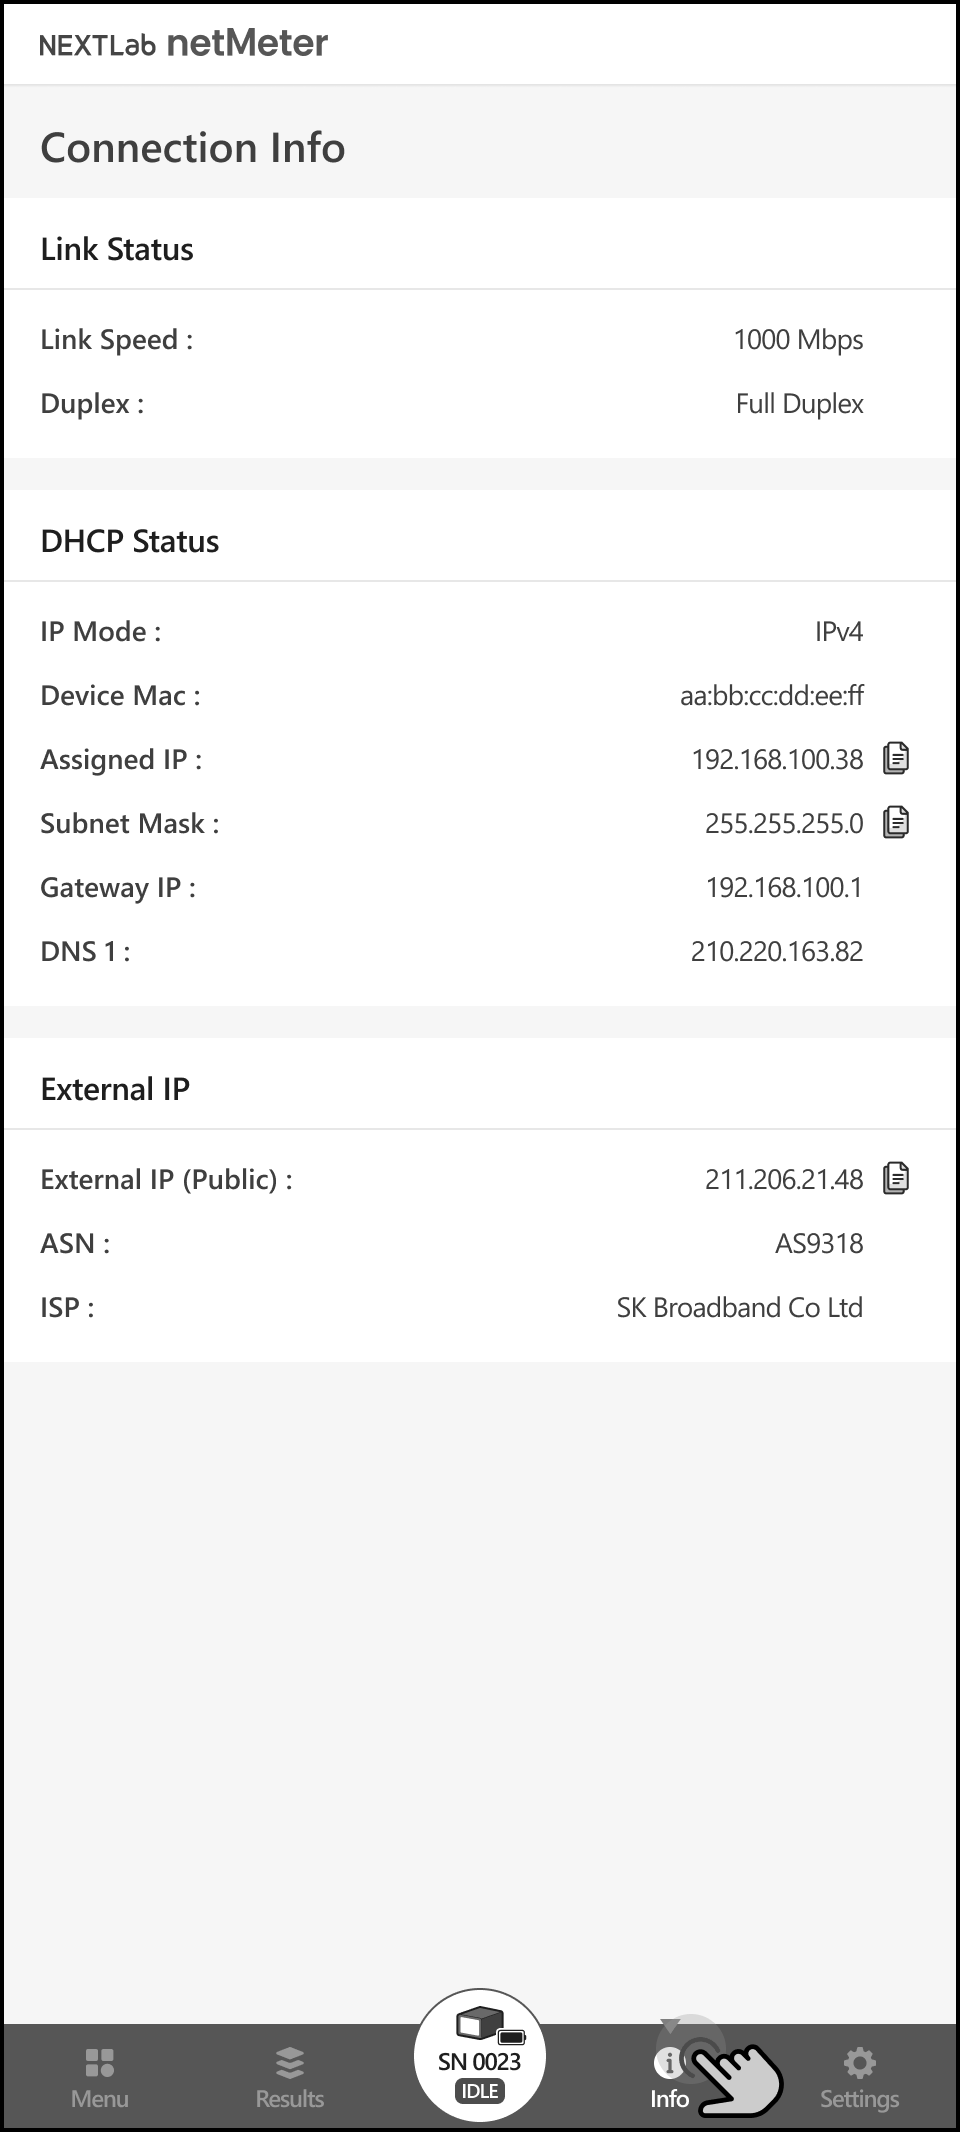 NEXTLab netMeter
Connection Info
Link Status
Link Speed : 1000 Mbps
Duplex : Full Duplex
DHCP Status
IP Mode : IPv4
Device Mac : aa:bb:cc:dd:ee:ff
Assigned IP : 192.168.100.38
Subnet Mask : 255.255.255.0
Gateway IP : 192.168.100.1
DNS 1 : 210.220.163.82
External IP
External IP (Public) : 211.206.21.48
ASN : AS9318
ISP : SK Broadband Co Ltd
SN 0023
IDLE
Menu Results Info Settings